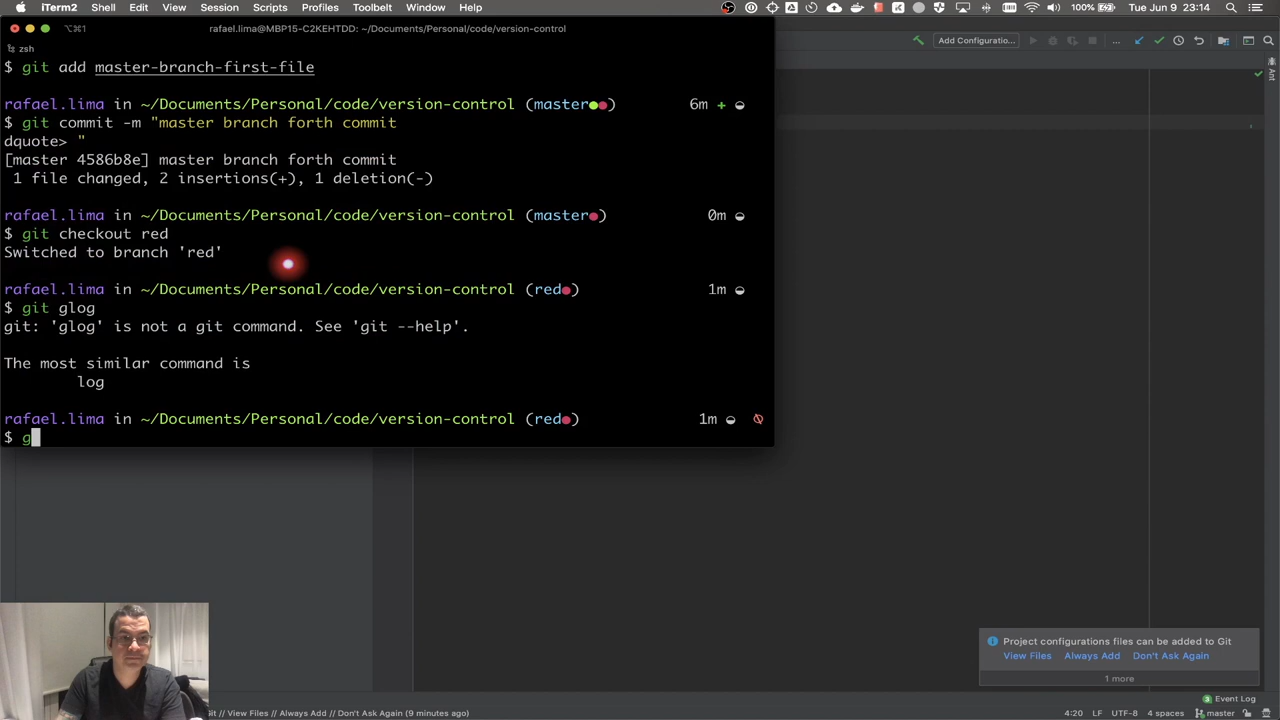 iTerm2 Shell Edit View Session Scripts Profiles Toolbelt Window Help
100% Tue Jun 9 23:14
⌥⌘1 rafael.lima@MBP15-C2KEHTDD: ~/Documents/Personal/code/version-control
zsh
Add Configuratio...
$ git add master-branch-first-file
rafael.lima in ~/Documents/Personal/code/version-control (master●●) 6m +
$ git commit -m "master branch forth commit
dquote> "
[master 4586b8e] master branch forth commit
1 file changed, 2 insertions(+), 1 deletion(-)
rafael.lima in ~/Documents/Personal/code/version-control (master●) 0m
$ git checkout red
Switched to branch 'red'
rafael.lima in ~/Documents/Personal/code/version-control (red●) 1m
$ git glog
git: 'glog' is not a git command. See 'git --help'.
The most similar command is
log
rafael.lima in ~/Documents/Personal/code/version-control (red●) 1m
$ g
Ant
Project configurations files can be added to Git
View Files Always Add Don't Ask Again
1 more
3 Event Log
// View Files // Always Add // Don't Ask Again (9 minutes ago)
4:20 LF UTF-8 4 spaces master